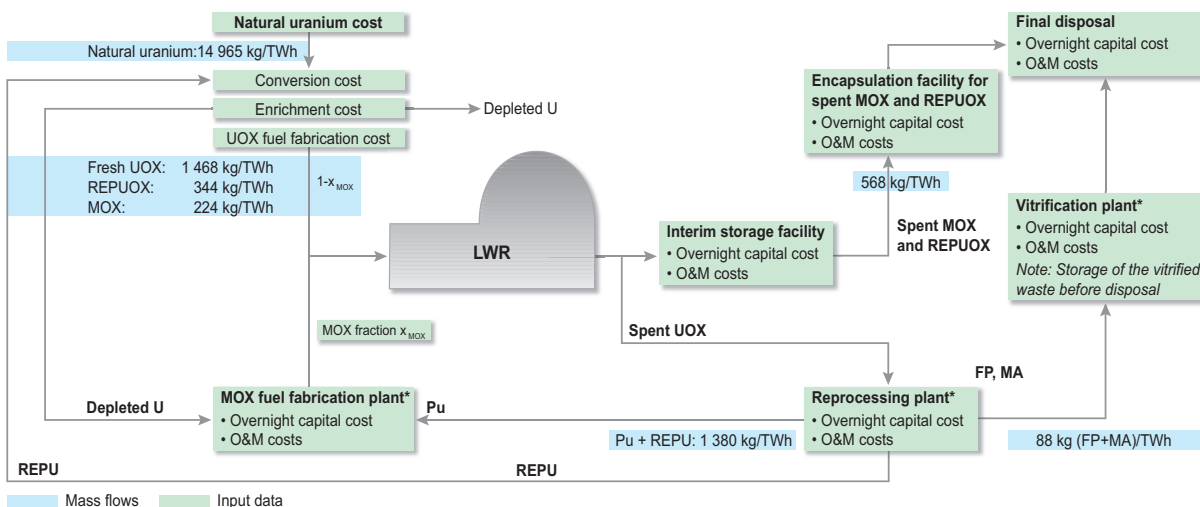 Natural uranium cost
Natural uranium:14 965 kg/TWh
Conversion cost
Enrichment cost
Depleted U
UOX fuel fabrication cost
Fresh UOX: 1 468 kg/TWh
REPUOX: 344 kg/TWh
MOX: 224 kg/TWh
1-xMOX
LWR
MOX fraction xMOX
Interim storage facility
• Overnight capital cost
• O&M costs
Encapsulation facility for
spent MOX and REPUOX
• Overnight capital cost
• O&M costs
568 kg/TWh
Spent MOX
and REPUOX
Final disposal
• Overnight capital cost
• O&M costs
Vitrification plant*
• Overnight capital cost
• O&M costs
Note: Storage of the vitrified
waste before disposal
Spent UOX
FP, MA
Depleted U
MOX fuel fabrication plant*
• Overnight capital cost
• O&M costs
Pu
Pu + REPU: 1 380 kg/TWh
Reprocessing plant*
• Overnight capital cost
• O&M costs
88 kg (FP+MA)/TWh
REPU
REPU
Mass flows
Input data